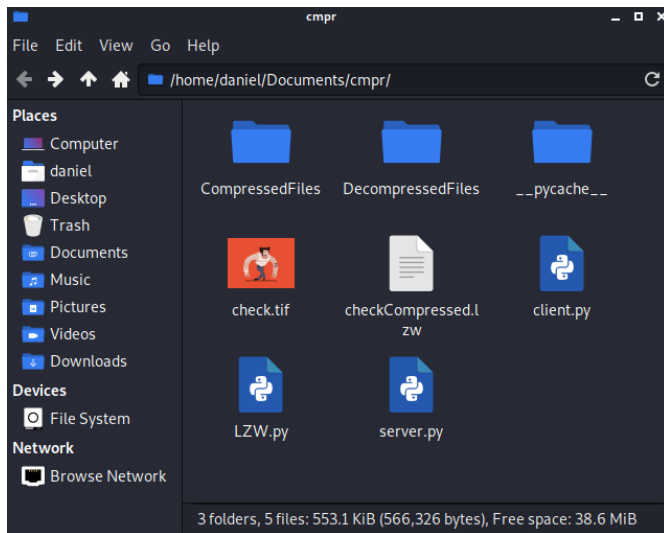 cmpr
File Edit View Go Help
/home/daniel/Documents/cmpr/
Places
Computer
daniel
Desktop
Trash
Documents
Music
Pictures
Videos
Downloads
Devices
File System
Network
Browse Network
CompressedFiles DecompressedFiles __pycache__
check.tif checkCompressed.l client.py
zw
LZW.py server.py
3 folders, 5 files: 553.1 KiB (566,326 bytes), Free space: 38.6 MiB